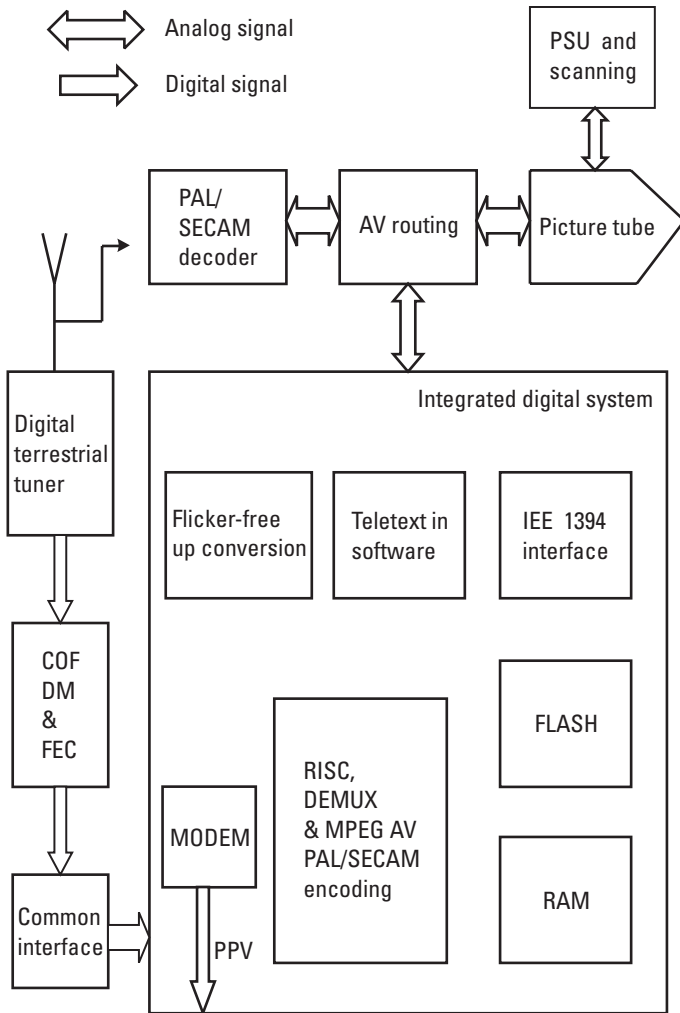 Analog signal
Digital signal
PSU and
scanning
PAL/
SECAM
decoder
AV routing
Picture tube
Digital
terrestrial
tuner
Integrated digital system
Flicker-free
up conversion
Teletext in
software
IEE 1394
interface
COF
DM
&
FEC
FLASH
RISC,
DEMUX
& MPEG AV
PAL/SECAM
encoding
MODEM
RAM
Common
interface
PPV